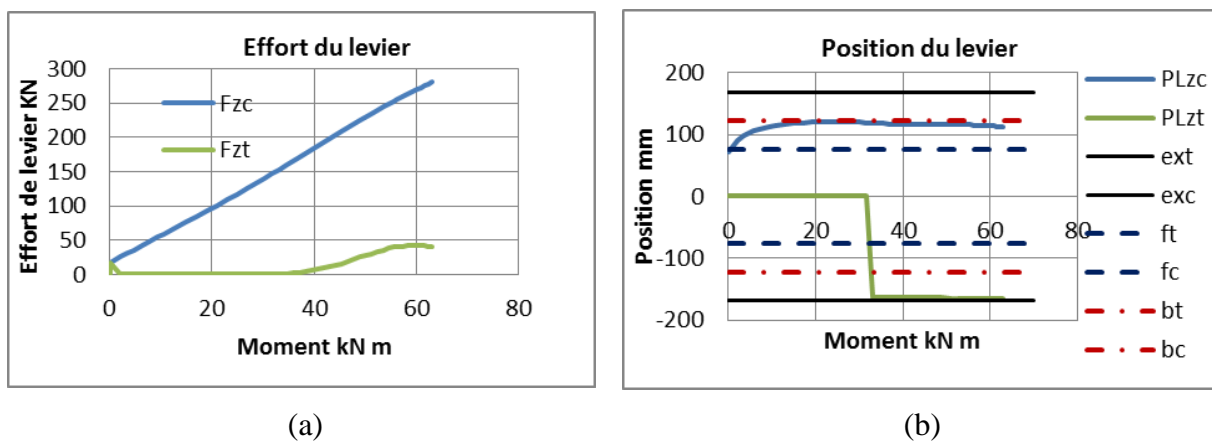 Effort du levier
Effort de levier KN
300
250
200
150
100
50
0
Fzc
Fzt
0 20 40 60 80
Moment kN m
(a)
Position du levier
Position mm
200
100
0
-100
-200
0 20 40 60 80
Moment kN m
PLzc
PLzt
ext
exc
ft
fc
bt
bc
(b)